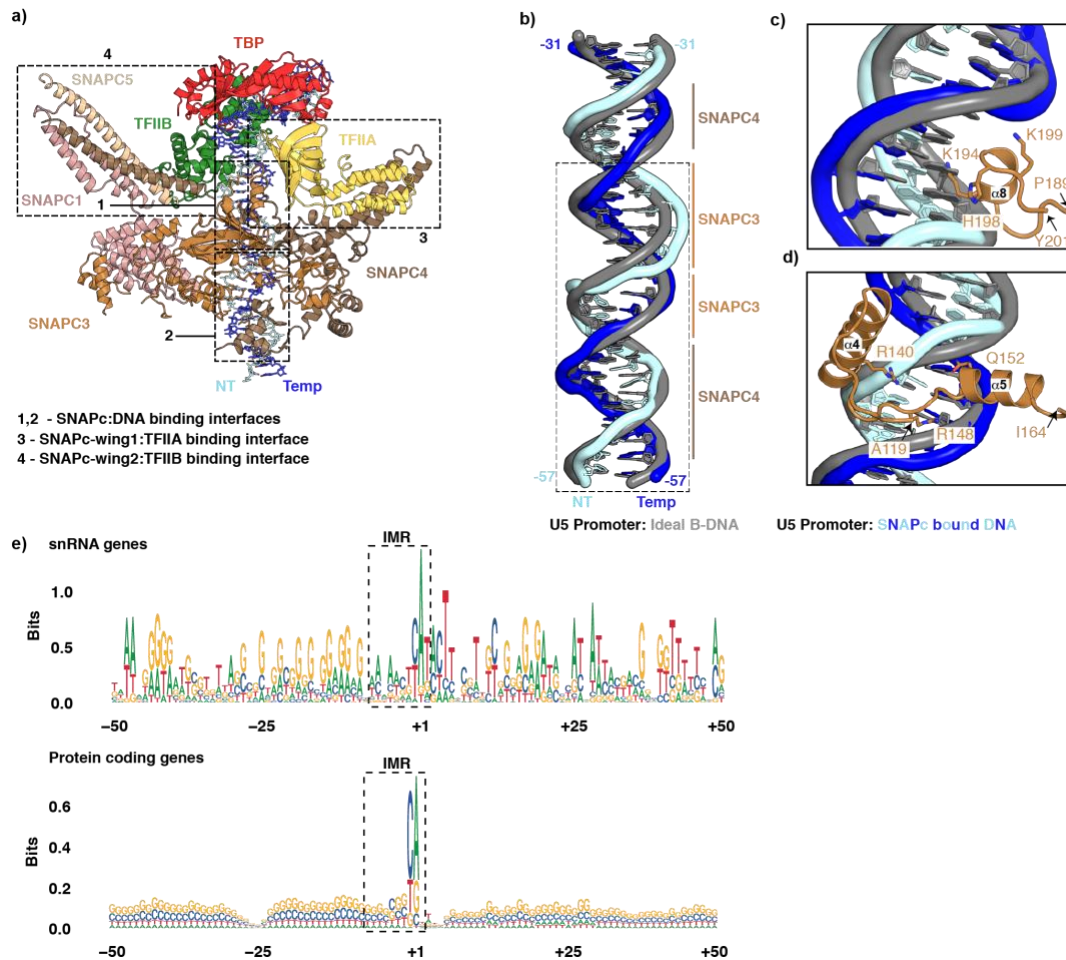 a)
4
SNAPC5
TBP
TFIIB
TFIIA
SNAPC1
1
3
SNAPC4
SNAPC3
2
NT
Temp
1,2 - SNAPc:DNA binding interfaces
3 - SNAPc-wing1:TFIIA binding interface
4 - SNAPc-wing2:TFIIB binding interface
b)
-31
-31
SNAPC4
SNAPC3
SNAPC3
SNAPC4
-57
-57
NT
Temp
U5 Promoter: Ideal B-DNA
U5 Promoter: SNAPc bound DNA
c)
K199
K194
α8
P189
H198
Y201
d)
α4
R140
Q152
α5
A119
R148
I164
e)
snRNA genes
IMR
Bits
1.0
0.5
0.0
−50
−25
+1
+25
+50
Protein coding genes
IMR
Bits
0.6
0.4
0.2
0.0
−50
−25
+1
+25
+50